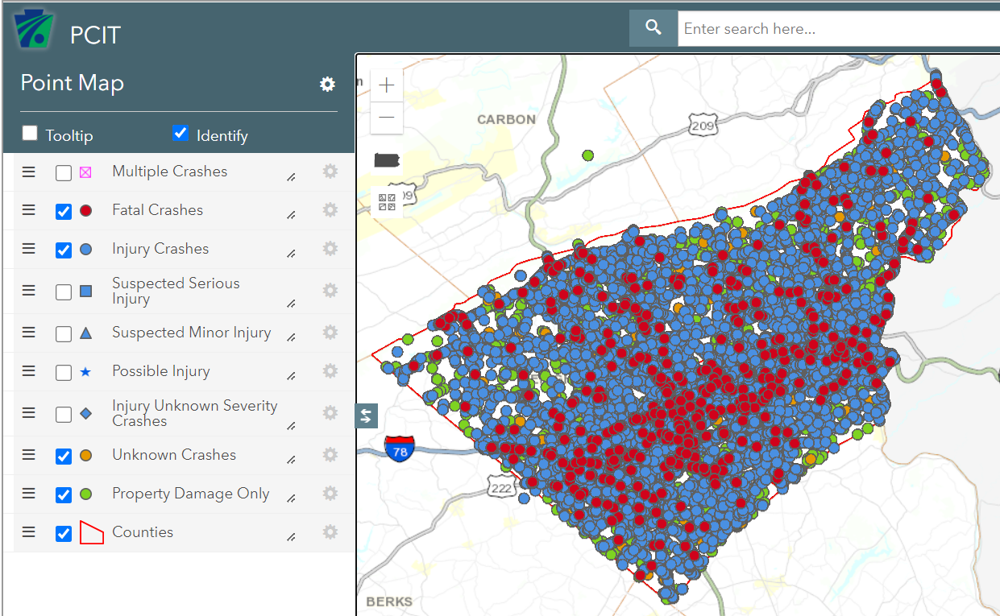 PCIT
Enter search here...
Point Map
Tooltip
Identify
Multiple Crashes
Fatal Crashes
Injury Crashes
Suspected Serious
Injury
Suspected Minor Injury
Possible Injury
Injury Unknown Severity
Crashes
Unknown Crashes
Property Damage Only
Counties
n
+
−
CARBON
209
09
78
222
BERKS